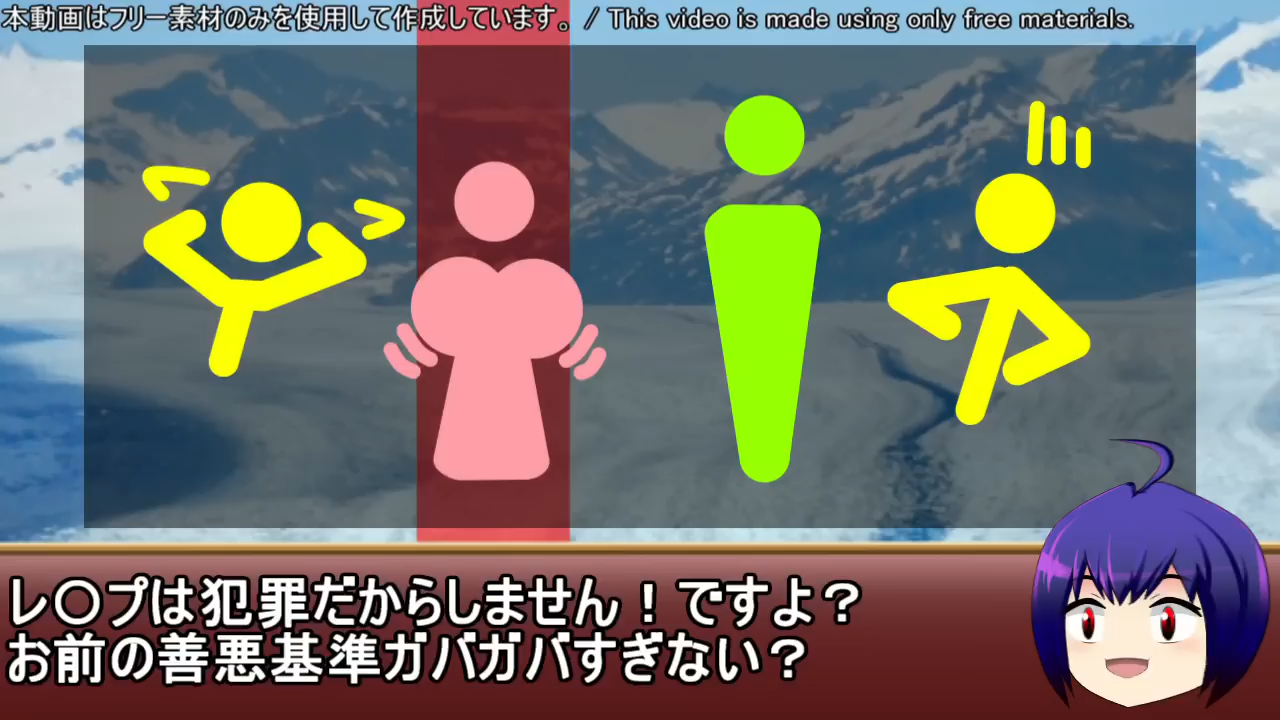 本動画はフリー素材のみを使用して作成しています。 / This video is made using only free materials.
レ〇プは犯罪だからしません！ですよ？
お前の善悪基準ガバガバすぎない？